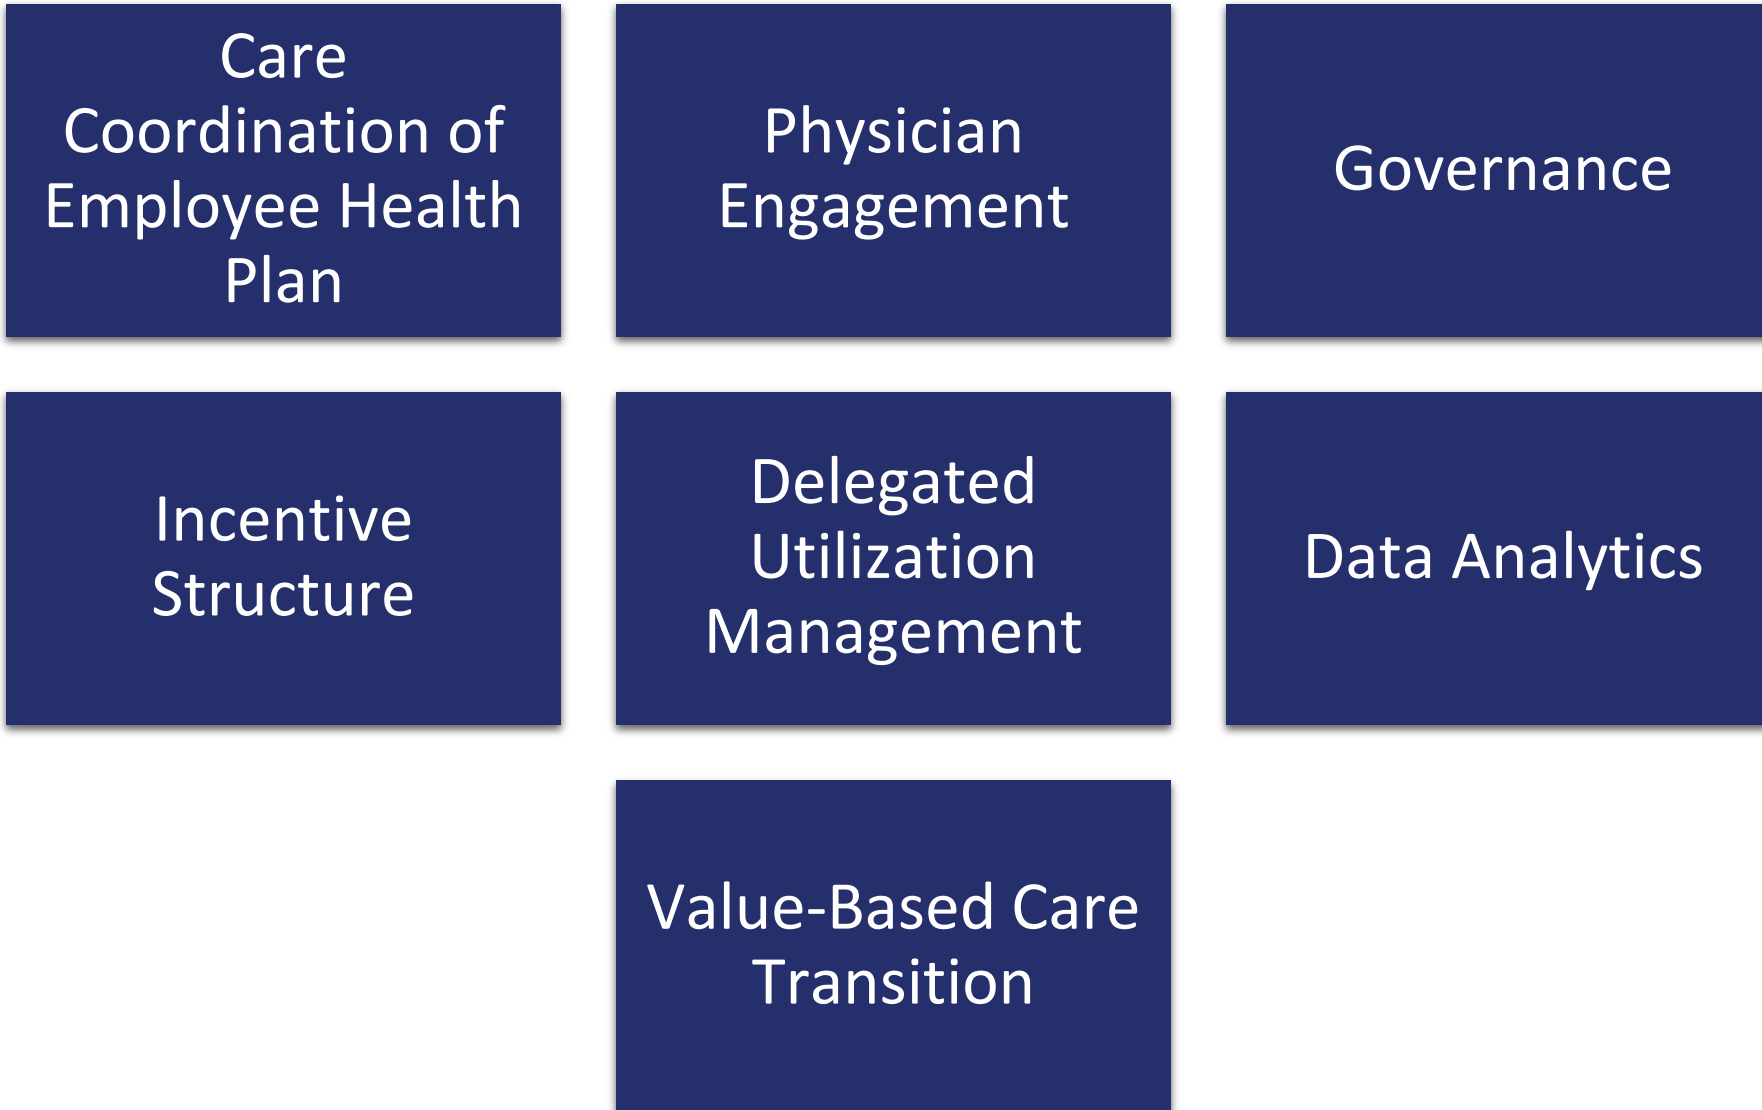 Care
Coordination of
Employee Health
Plan
Physician
Engagement
Governance
Incentive
Structure
Delegated
Utilization
Management
Data Analytics
Value-Based Care
Transition